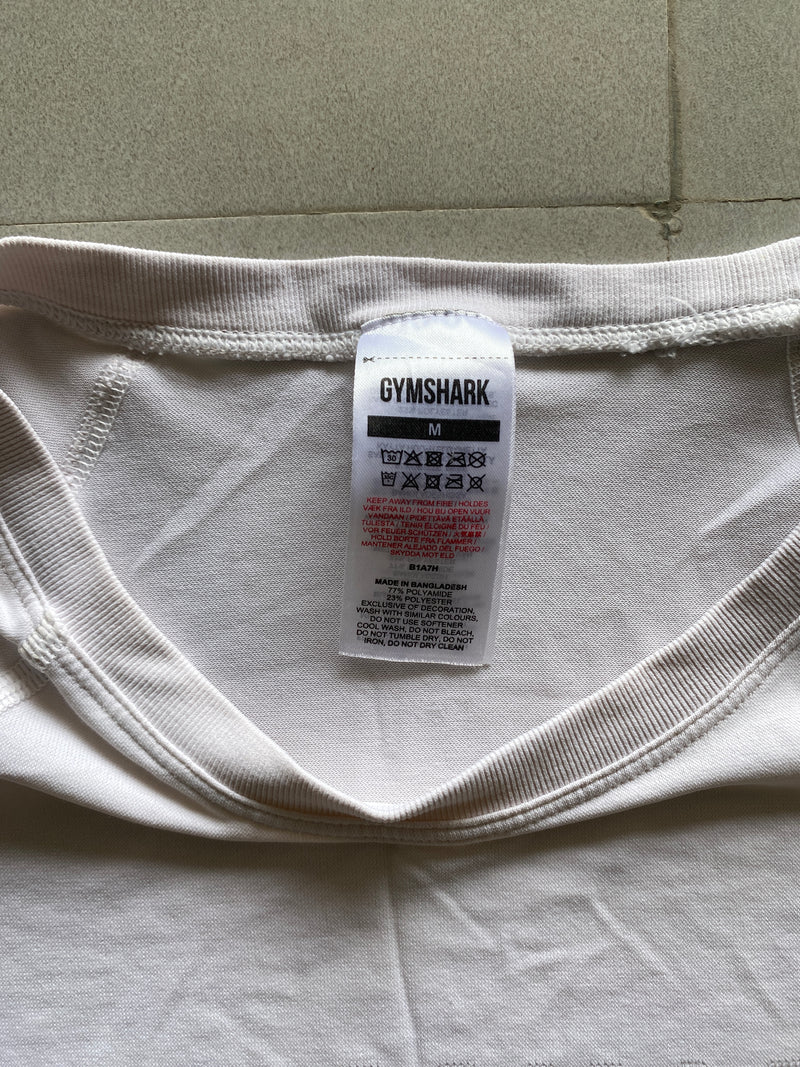 GYMSHARK
M
30
KEEP AWAY FROM FIRE / HOLDES
VÆK FRA ILD / HOU BIJ OPEN VUUR
VANDAAN / PIDETTÄVÄ ETÄÄLLÄ
TULESTA / TENIR ÉLOIGNÉ DU FEU /
VOR FEUER SCHÜTZEN / 火気厳禁 /
HOLD BORTE FRA FLAMMER /
MANTENER ALEJADO DEL FUEGO /
SKYDDA MOT ELD
B1A7H
MADE IN BANGLADESH
77% POLYAMIDE
23% POLYESTER
EXCLUSIVE OF DECORATION,
WASH WITH SIMILAR COLOURS,
DO NOT USE SOFTENER
COOL WASH, DO NOT BLEACH,
DO NOT TUMBLE DRY, DO NOT
IRON, DO NOT DRY CLEAN